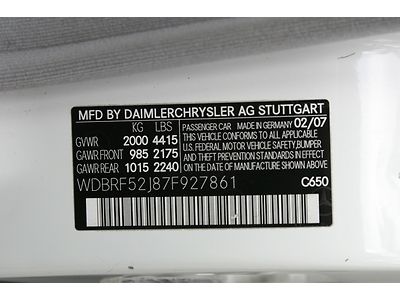 MFD BY DAIMLERCHRYSLER AG STUTTGART
KG LBS PASSENGER CAR MADE IN GERMANY 02/07
GVWR 2000 4415 THIS VEHICLE CONFORMS TO ALL
GAWR FRONT 985 2175 APPLICABLE U.S. FEDERAL MOTOR
GAWR REAR 1015 2240 VEHICLE SAFETY, BUMPER AND THEFT PREVENTION STANDARDS IN EFFECT ON THE DATE OF MANUFACTURE SHOWN ABOVE.
WDBRF52J87F927861 C650